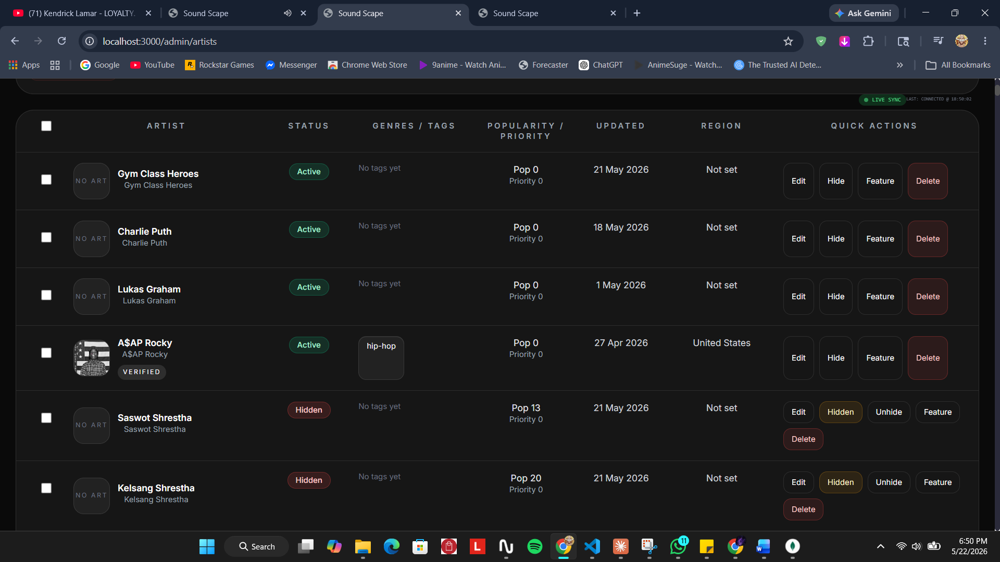 (71) Kendrick Lamar - LOYALTY.
Sound Scape
Sound Scape
Sound Scape
Ask Gemini
localhost:3000/admin/artists
Apps
Google
YouTube
Rockstar Games
Messenger
Chrome Web Store
9anime - Watch Ani...
Forecaster
ChatGPT
AnimeSuge - Watch...
The Trusted AI Dete...
All Bookmarks
LIVE SYNC
LAST: CONNECTED @ 18:50:02
ARTIST
STATUS
GENRES / TAGS
POPULARITY /
PRIORITY
UPDATED
REGION
QUICK ACTIONS
NO ART
Gym Class Heroes
Gym Class Heroes
Active
No tags yet
Pop 0
Priority 0
21 May 2026
Not set
Edit
Hide
Feature
Delete
NO ART
Charlie Puth
Charlie Puth
Active
No tags yet
Pop 0
Priority 0
18 May 2026
Not set
Edit
Hide
Feature
Delete
NO ART
Lukas Graham
Lukas Graham
Active
No tags yet
Pop 0
Priority 0
1 May 2026
Not set
Edit
Hide
Feature
Delete
A$AP Rocky
A$AP Rocky
VERIFIED
Active
hip-hop
Pop 0
Priority 0
27 Apr 2026
United States
Edit
Hide
Feature
Delete
NO ART
Saswot Shrestha
Saswot Shrestha
Hidden
No tags yet
Pop 13
Priority 0
21 May 2026
Not set
Edit
Hidden
Unhide
Feature
Delete
NO ART
Kelsang Shrestha
Kelsang Shrestha
Hidden
No tags yet
Pop 20
Priority 0
21 May 2026
Not set
Edit
Hidden
Unhide
Feature
Delete
Search
11
6:50 PM
5/22/2026